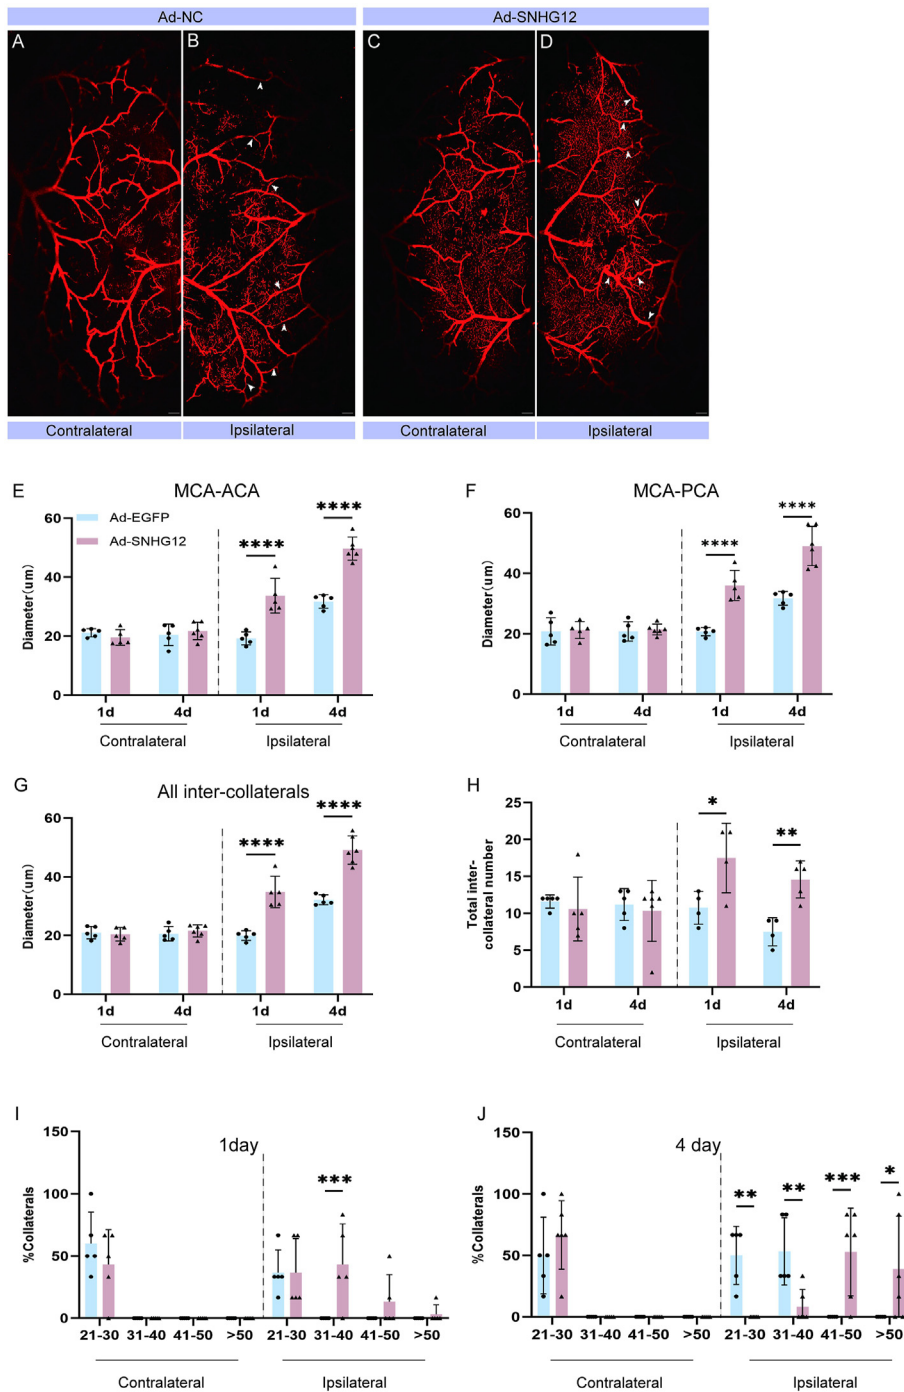 Ad-NC
Ad-SNHG12
A
B
C
D
Contralateral
Ipsilateral
Contralateral
Ipsilateral
E
MCA-ACA
Ad-EGFP
Ad-SNHG12
Diameter(um)
60
40
20
0
****
****
1d
4d
1d
4d
Contralateral
Ipsilateral
F
MCA-PCA
Diameter(um)
60
40
20
0
****
****
1d
4d
1d
4d
Contralateral
Ipsilateral
G
All inter-collaterals
Diameter(um)
60
40
20
0
****
****
1d
4d
1d
4d
Contralateral
Ipsilateral
H
Total inter-
collateral number
25
20
15
10
5
0
*
**
1d
4d
1d
4d
Contralateral
Ipsilateral
I
1day
%Collaterals
150
100
50
0
***
21-30 31-40 41-50 >50 21-30 31-40 41-50 >50
Contralateral
Ipsilateral
J
4 day
%Collaterals
150
100
50
0
**
**
***
*
21-30 31-40 41-50 >50 21-30 31-40 41-50 >50
Contralateral
Ipsilateral